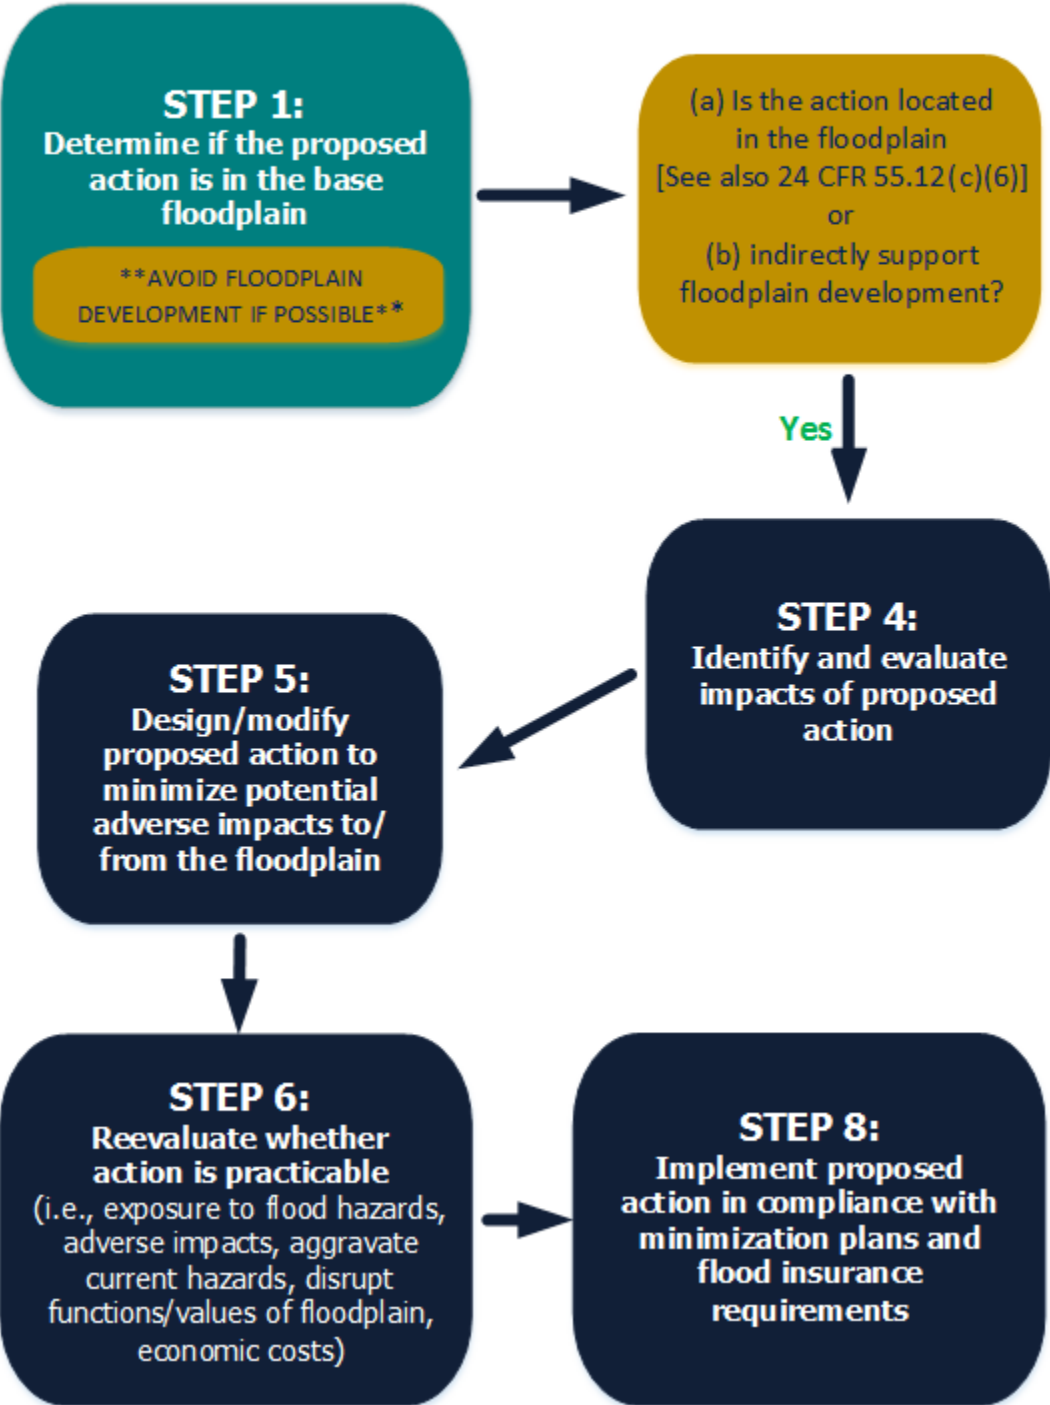 STEP 1:
Determine if the proposed
action is in the base
floodplain
**AVOID FLOODPLAIN
DEVELOPMENT IF POSSIBLE**
(a) Is the action located
in the floodplain
[See also 24 CFR 55.12(c)(6)]
or
(b) indirectly support
floodplain development?
Yes
STEP 4:
Identify and evaluate
impacts of proposed
action
STEP 5:
Design/modify
proposed action to
minimize potential
adverse impacts to/
from the floodplain
STEP 6:
Reevaluate whether
action is practicable
(i.e., exposure to flood hazards,
adverse impacts, aggravate
current hazards, disrupt
functions/values of floodplain,
economic costs)
STEP 8:
Implement proposed
action in compliance with
minimization plans and
flood insurance
requirements